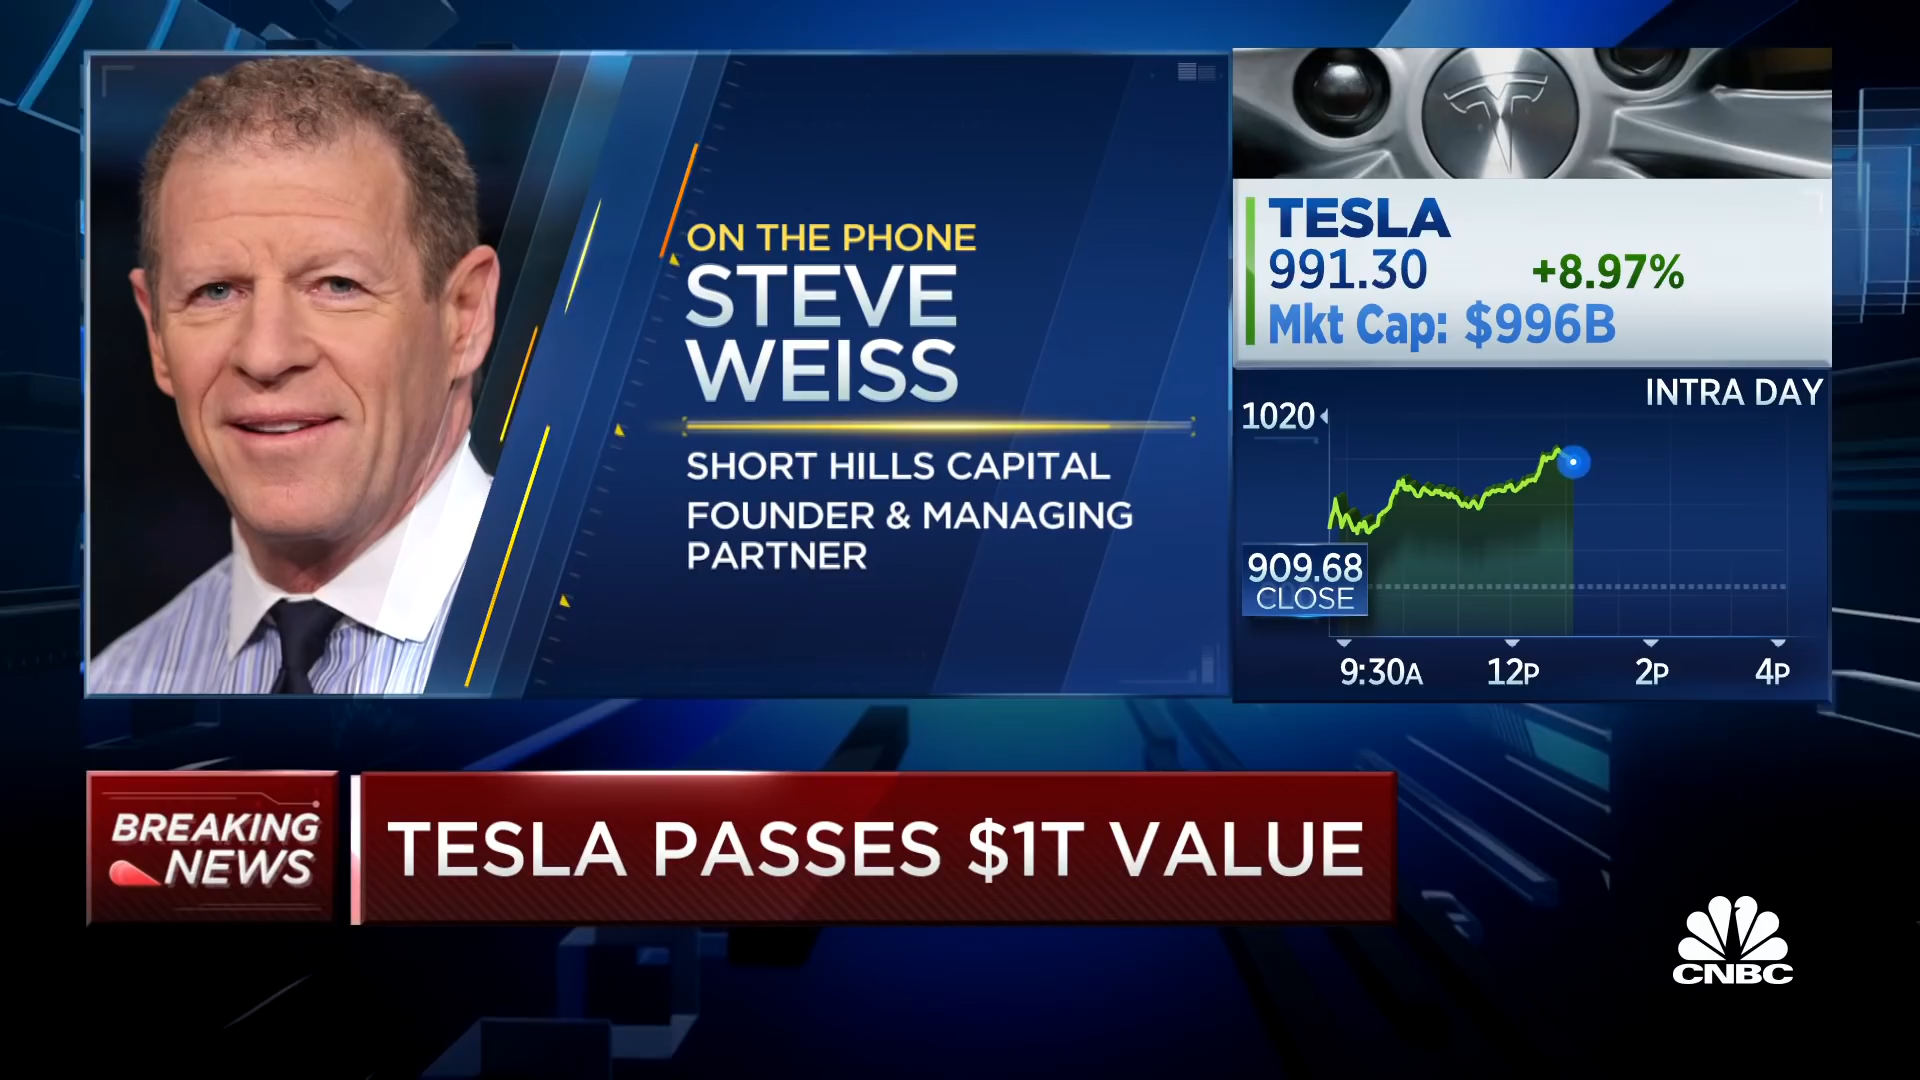 ON THE PHONE
STEVE
WEISS
SHORT HILLS CAPITAL
FOUNDER & MANAGING
PARTNER
TESLA
991.30 +8.97%
Mkt Cap: $996B
INTRA DAY
1020
909.68
CLOSE
9:30A 12P 2P 4P
BREAKING
NEWS
TESLA PASSES $1T VALUE
CNBC